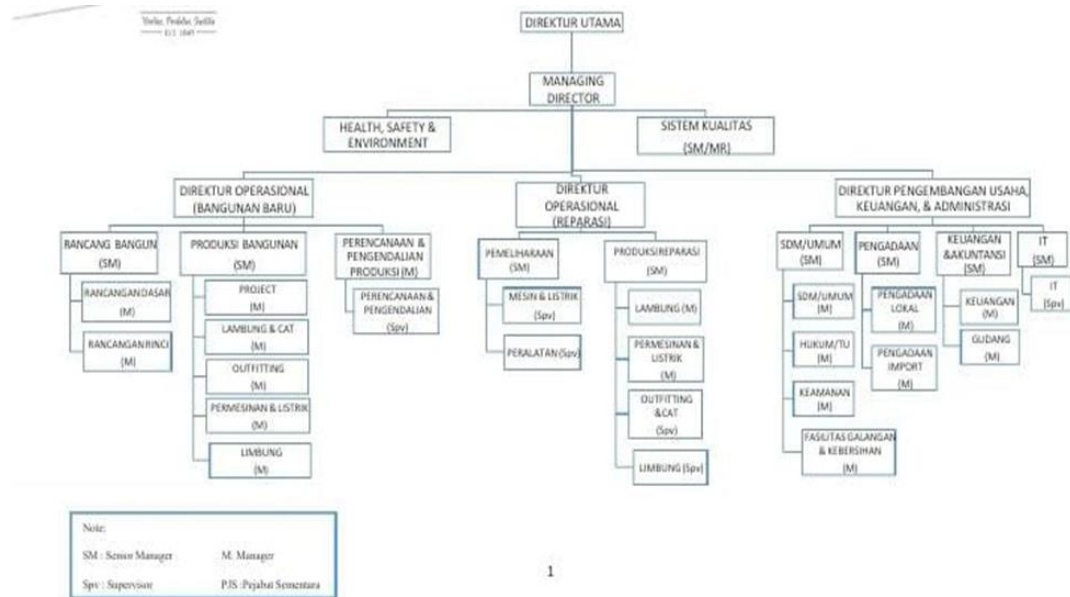 DIREKTUR UTAMA
MANAGING
DIRECTOR
HEALTH, SAFETY &
ENVIRONMENT
SISTEM KUALITAS
(SM/MR)
DIREKTUR OPERASIONAL
(BANGUNAN BARU)
DIREKTUR
OPERASIONAL
(REPARASI)
DIREKTUR PENGEMBANGAN USAHA,
KEUANGAN, & ADMINISTRASI
RANCANG BANGUN
(SM)
RANCANGAN DASAR
(M)
RANCANGAN RINCI
(M)
PRODUKSI BANGUNAN
(SM)
PROJECT
(M)
LAMBUNG & CAT
(M)
OUTFITTING
(M)
PERMESINAN & LISTRIK
(M)
LIMBUNG
(M)
PERENCANAAN &
PENGENDALIAN
PRODUKSI (M)
PERENCANAAN &
PENGENDALIAN
(Spv)
PEMELIHARAAN
(SM)
MESIN & LISTRIK
(Spv)
PERALATAN (Spv)
PRODUKSI REPARASI
(SM)
LAMBUNG (M)
PERMESINAN &
LISTRIK
(M)
OUTFITTING
& CAT
(Spv)
LIMBUNG (Spv)
SDM/UMUM
(SM)
SDM/UMUM
(M)
HUKUM/TU
(M)
KEAMANAN
(M)
FASILITAS GALANGAN
& KEBERSIHAN
(M)
PENGADAAN
(SM)
PENGADAAN
LOKAL
(M)
PENGADAAN
IMPORT
(M)
KEUANGAN
& AKUNTANSI
(SM)
KEUANGAN
(M)
GUDANG
(M)
IT
(SM)
IT
(Spv)
Note:
SM : Senior Manager M: Manager
Spv : Supervisor PJS :Pejabat Sementara
1